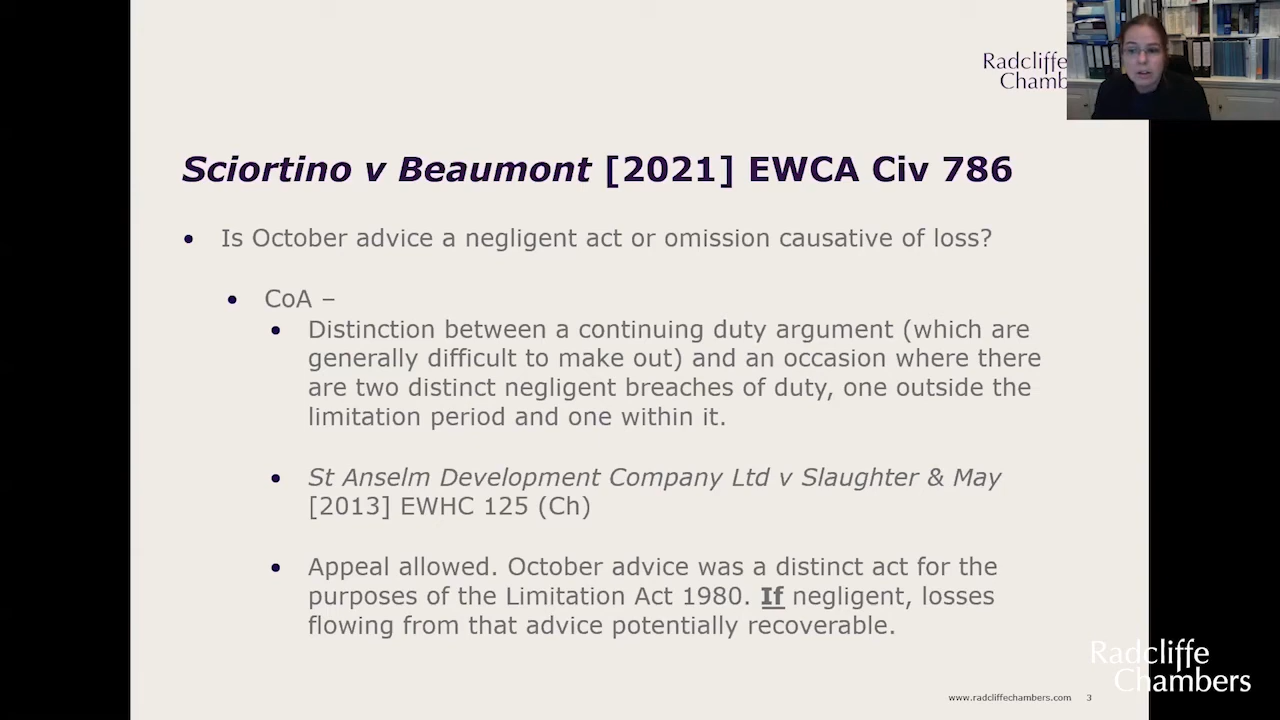 Radcliffe
Chamb
Sciortino v Beaumont [2021] EWCA Civ 786
• Is October advice a negligent act or omission causative of loss?
• CoA –
• Distinction between a continuing duty argument (which are
generally difficult to make out) and an occasion where there
are two distinct negligent breaches of duty, one outside the
limitation period and one within it.
• St Anselm Development Company Ltd v Slaughter & May
[2013] EWHC 125 (Ch)
• Appeal allowed. October advice was a distinct act for the
purposes of the Limitation Act 1980. If negligent, losses
flowing from that advice potentially recoverable.
Radcliffe
Chambers
www.radcliffechambers.com 3